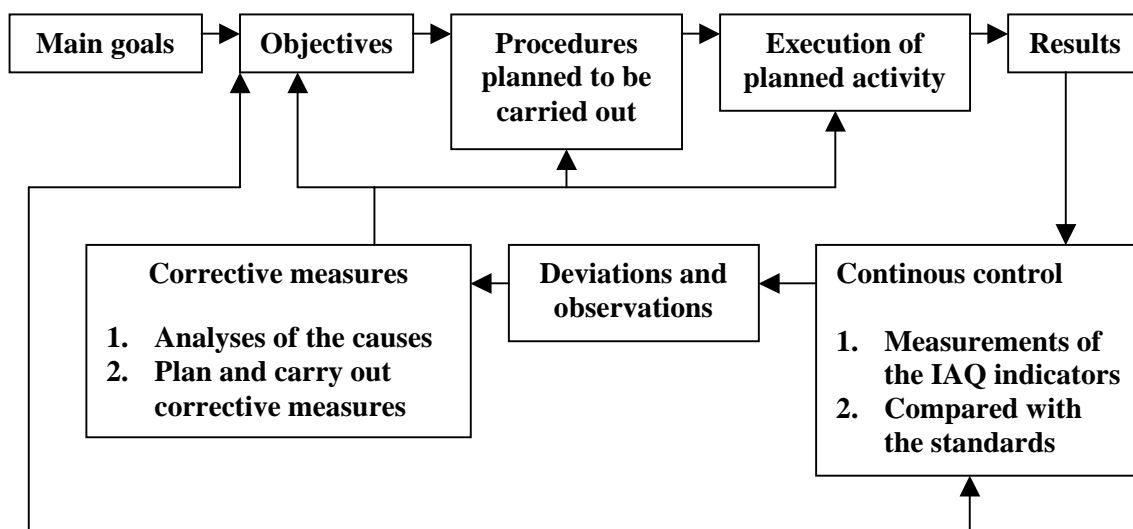 Main goals
Objectives
Procedures
planned to be
carried out
Execution of
planned activity
Results
Corrective measures
1. Analyses of the causes
2. Plan and carry out
corrective measures
Deviations and
observations
Continous control
1. Measurements of
the IAQ indicators
2. Compared with
the standards